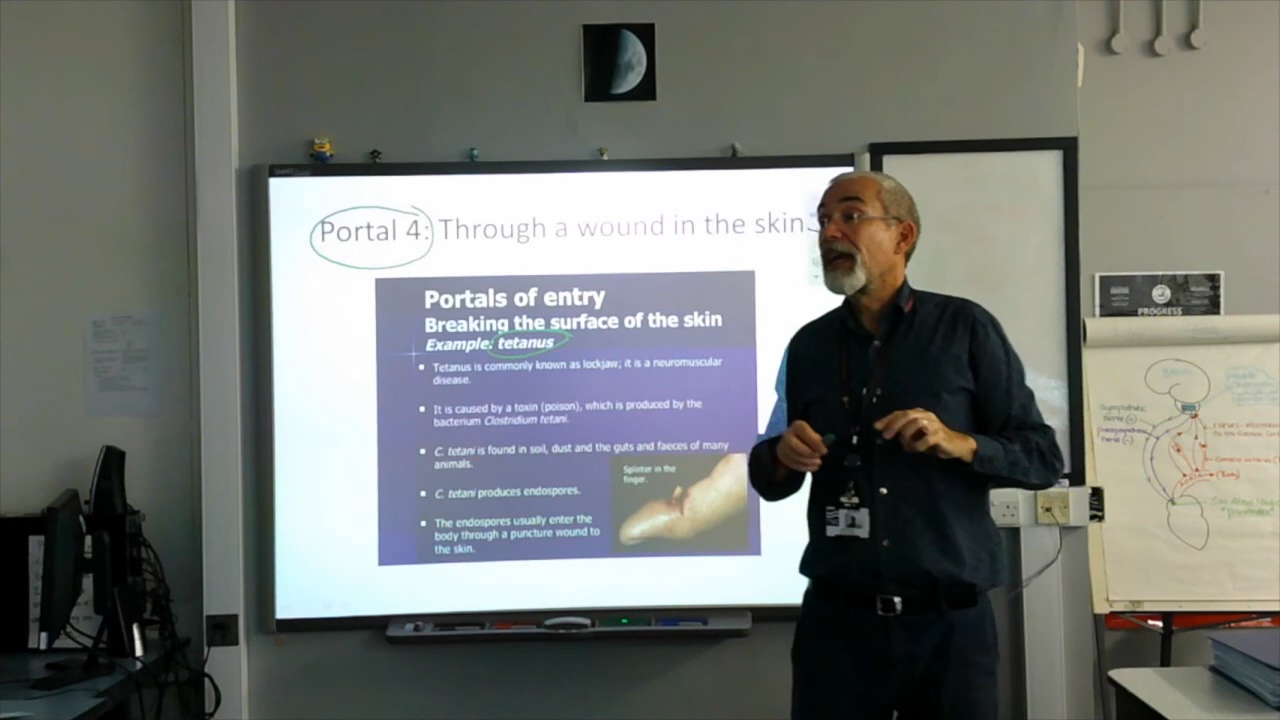 Portal 4: Through a wound in the skin
Portals of entry
Breaking the surface of the skin
Example: tetanus
Tetanus is commonly known as lockjaw; it is a neuromuscular
disease.
It is caused by a toxin (poison), which is produced by the
bacterium Clostridium tetani.
C. tetani is found in soil, dust and the guts and faeces of many
animals.
C. tetani produces endospores.
The endospores usually enter the
body through a puncture wound to
the skin.
Splinter in the
finger.
PROGRESS